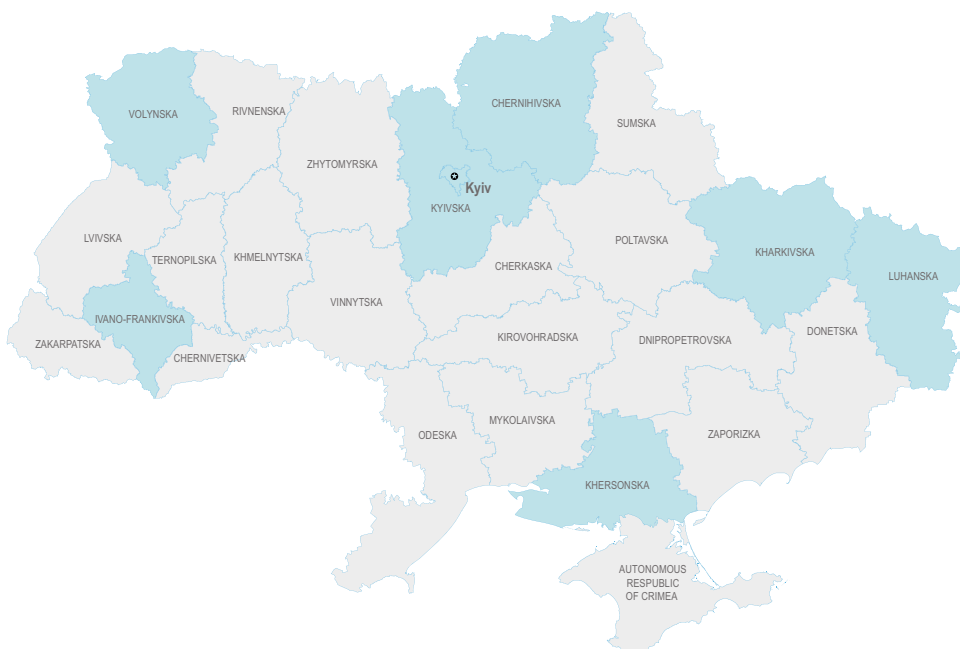 CHERNIHIVSKA
VOLYNSKA
RIVNENSKA
SUMSKA
ZHYTOMYRSKA
Kyiv
KYIVSKA
LVIVSKA
POLTAVSKA
KHARKIVSKA
TERNOPILSKA
KHMELNYTSKA
CHERKASKA
LUHANSKA
VINNYTSKA
IVANO-FRANKIVSKA
DONETSKA
KIROVOHRADSKA
DNIPROPETROVSKA
ZAKARPATSKA
CHERNIVETSKA
MYKOLAIVSKA
ODESKA
ZAPORIZKA
KHERSONSKA
AUTONOMOUS
RESPUBLIC
OF CRIMEA